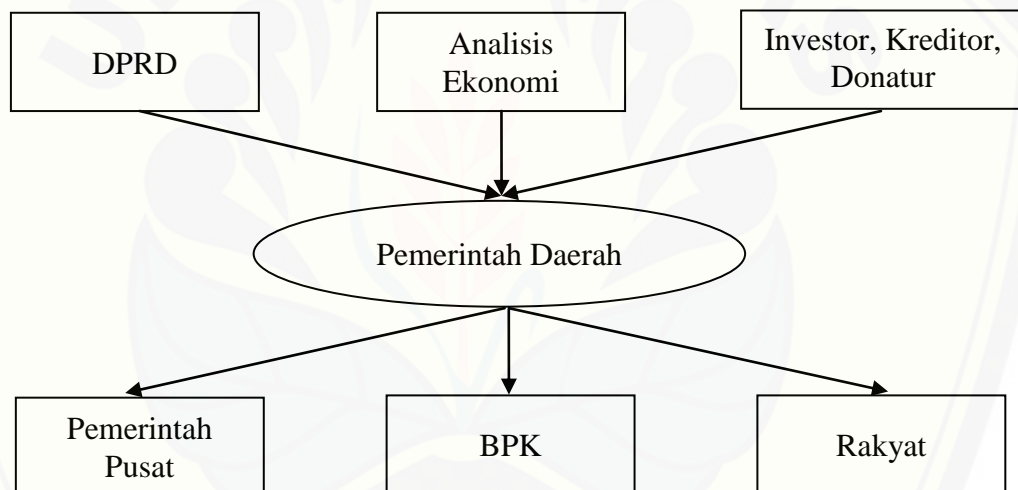 DPRD
Analisis
Ekonomi
Investor, Kreditor,
Donatur
Pemerintah Daerah
Pemerintah
Pusat
BPK
Rakyat